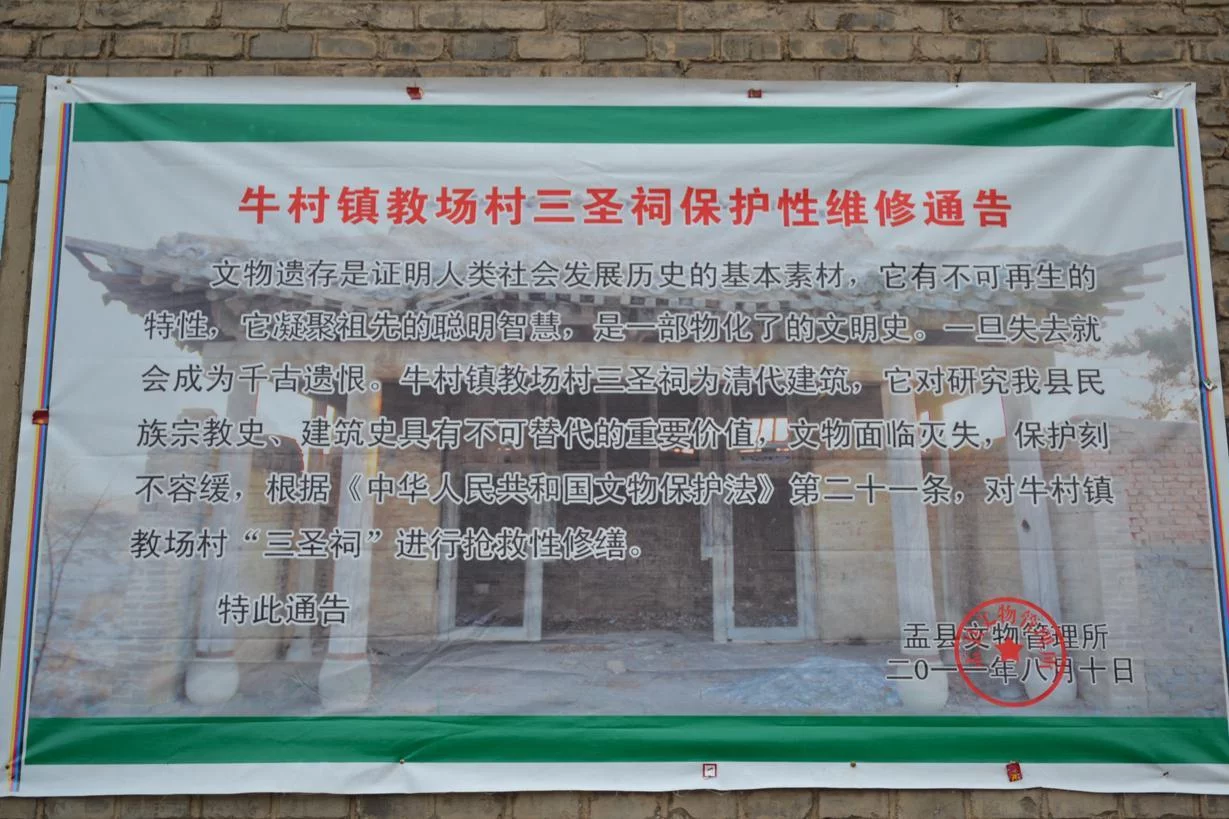 牛村镇教场村三圣祠保护性维修通告
文物遗存是证明人类社会发展历史的基本素材，它有不可再生的
特性，它凝聚祖先的聪明智慧，是一部物化了的文明史。一旦失去就
会成为千古遗恨。牛村镇教场村三圣祠为清代建筑，它对研究我县民
族宗教史、建筑史具有不可替代的重要价值，文物面临灭失，保护刻
不容缓，根据《中华人民共和国文物保护法》第二十一条，对牛村镇
教场村“三圣祠”进行抢救性修缮。
特此通告
盂县文物管理所
二0一一年八月十日